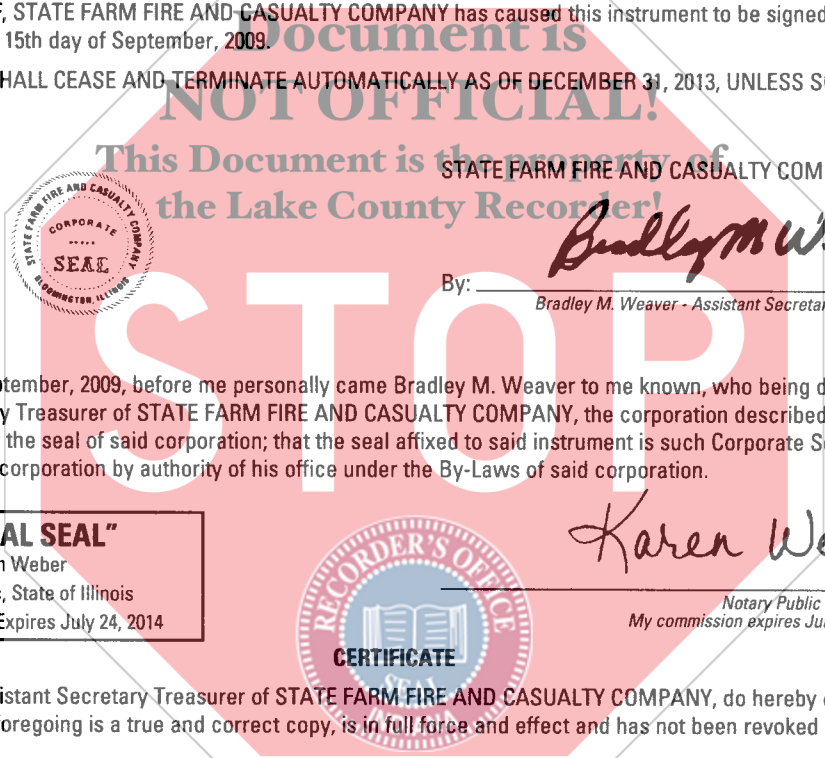 , STATE FARM FIRE AND CASUALTY COMPANY has caused this instrument to be signed
15th day of September, 2009.
Document is
HALL CEASE AND TERMINATE AUTOMATICALLY AS OF DECEMBER 31, 2013, UNLESS
NOT OFFICIAL!
This Document is the property of
STATE FARM FIRE AND CASUALTY COM
the Lake County Recorder!
STATE FARM FIRE AND CASUALTY COMPANY
CORPORATE
SEAL
BLOOMINGTON, ILLINOIS
Bradley M W
By:
Bradley M. Weaver - Assistant Secretar
STOP
tember, 2009, before me personally came Bradley M. Weaver to me known, who being d
y Treasurer of STATE FARM FIRE AND CASUALTY COMPANY, the corporation described
the seal of said corporation; that the seal affixed to said instrument is such Corporate S
corporation by authority of his office under the By-Laws of said corporation.
AL SEAL"
n Weber
, State of Illinois
Expires July 24, 2014
Karen We
Notary Public
My commission expires Ju
RECORDER'S OFFICE
SEAL
INDIANA
CERTIFICATE
istant Secretary Treasurer of STATE FARM FIRE AND CASUALTY COMPANY, do hereby
oregoing is a true and correct copy, is in full force and effect and has not been revoked